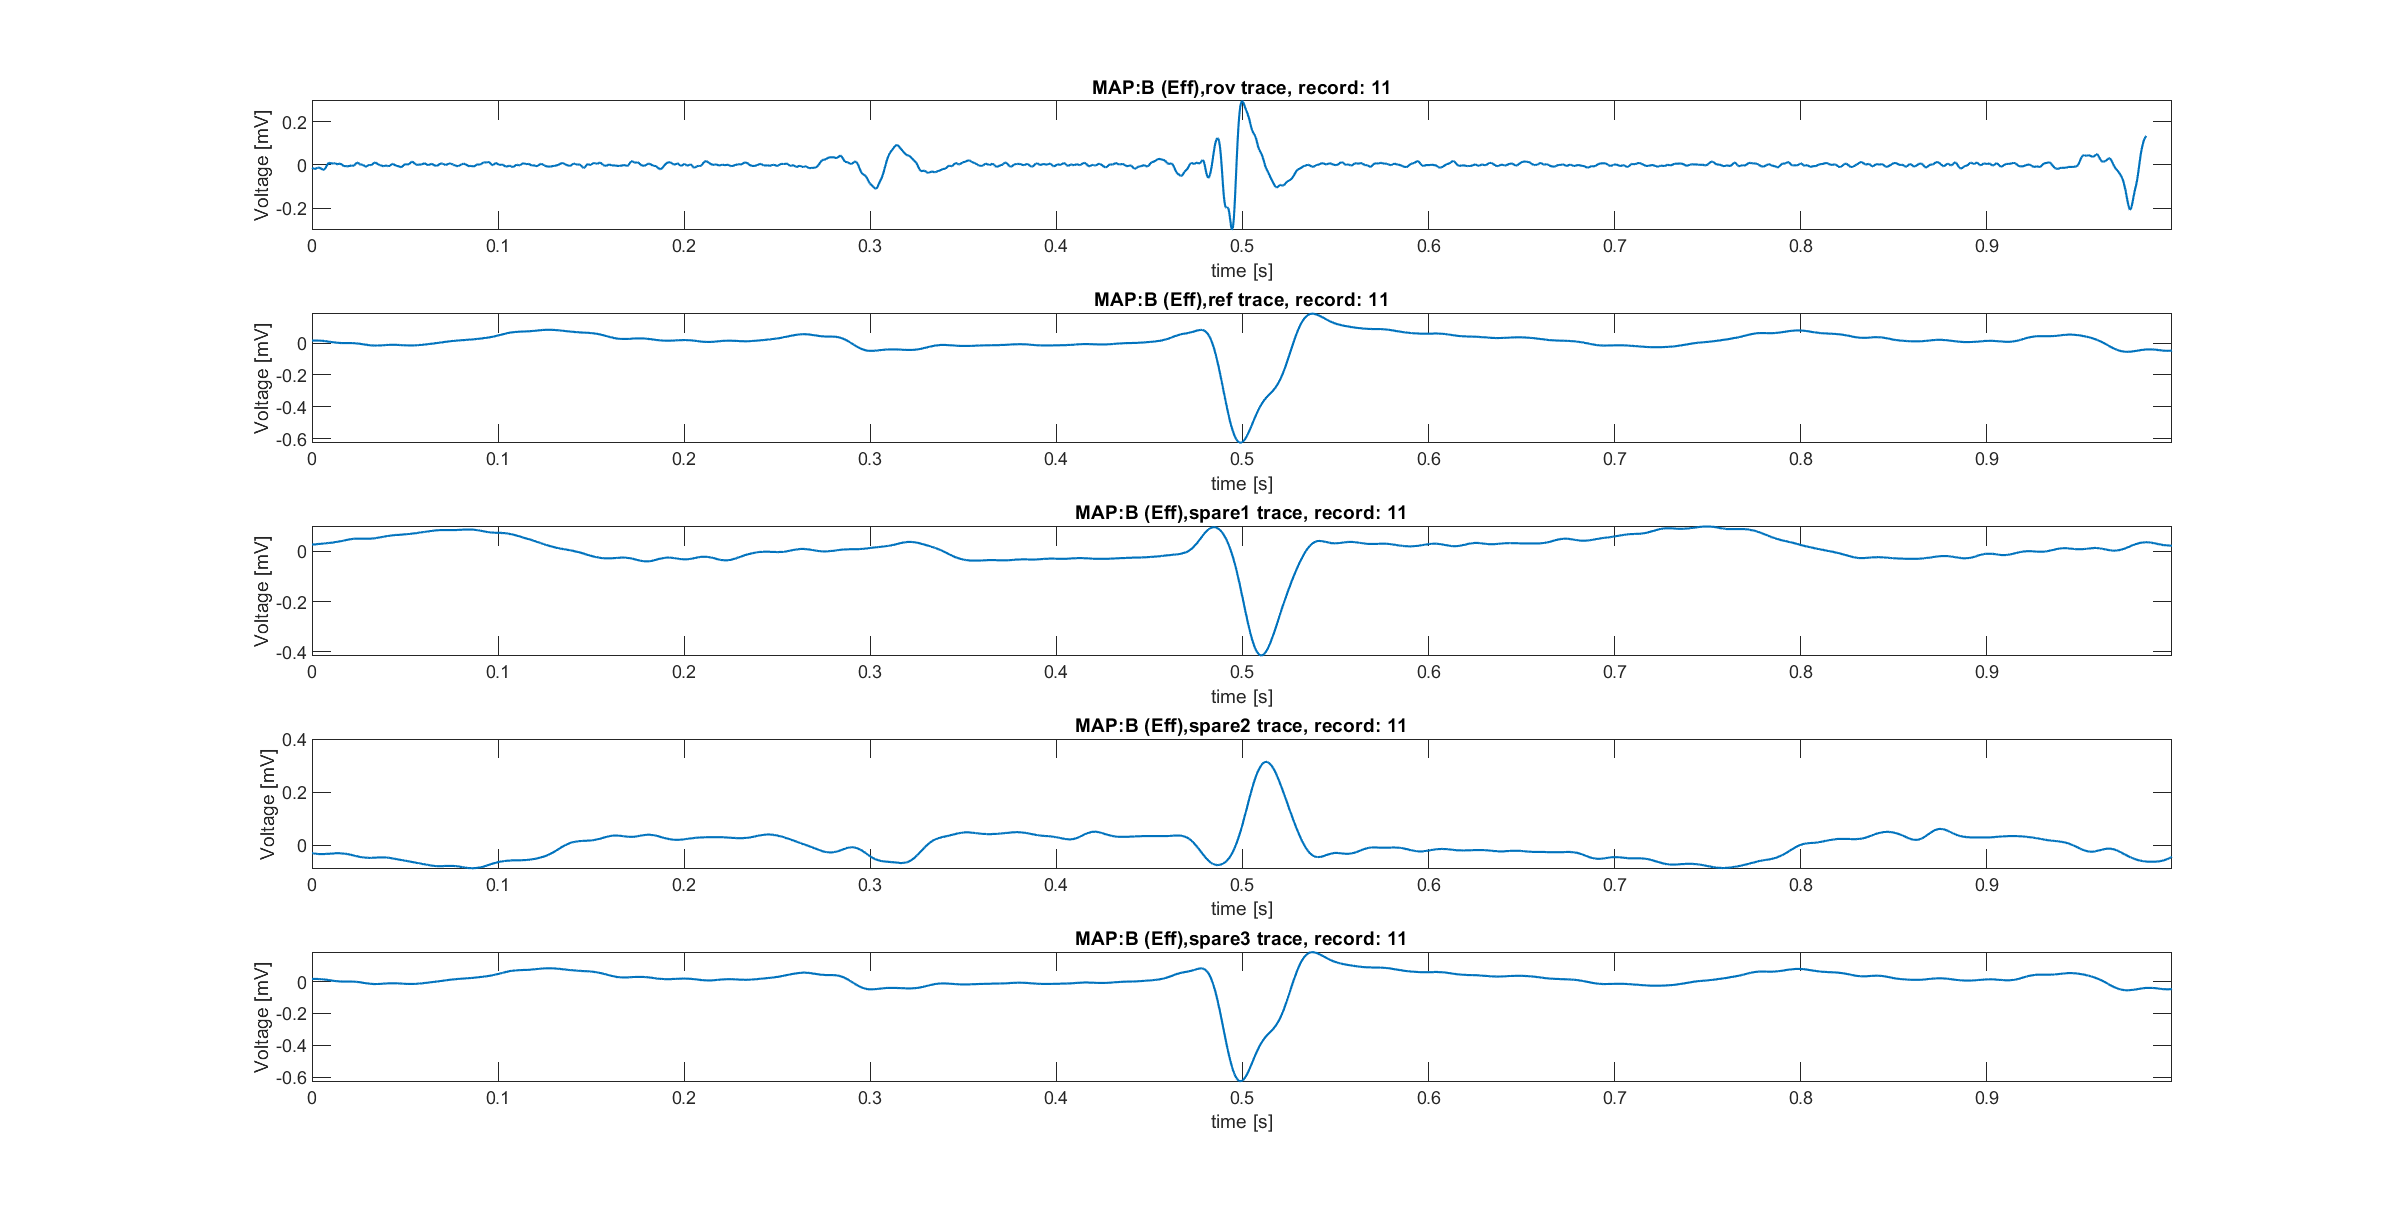 MAP:B (Eff),rov trace, record: 11
Voltage [mV]
0.2
0
-0.2
0 0.1 0.2 0.3 0.4 0.5 0.6 0.7 0.8 0.9
time [s]
MAP:B (Eff),ref trace, record: 11
Voltage [mV]
0
-0.2
-0.4
-0.6
0 0.1 0.2 0.3 0.4 0.5 0.6 0.7 0.8 0.9
time [s]
MAP:B (Eff),spare1 trace, record: 11
Voltage [mV]
0
-0.2
-0.4
0 0.1 0.2 0.3 0.4 0.5 0.6 0.7 0.8 0.9
time [s]
MAP:B (Eff),spare2 trace, record: 11
Voltage [mV]
0.4
0.2
0
0 0.1 0.2 0.3 0.4 0.5 0.6 0.7 0.8 0.9
time [s]
MAP:B (Eff),spare3 trace, record: 11
Voltage [mV]
0
-0.2
-0.4
-0.6
0 0.1 0.2 0.3 0.4 0.5 0.6 0.7 0.8 0.9
time [s]